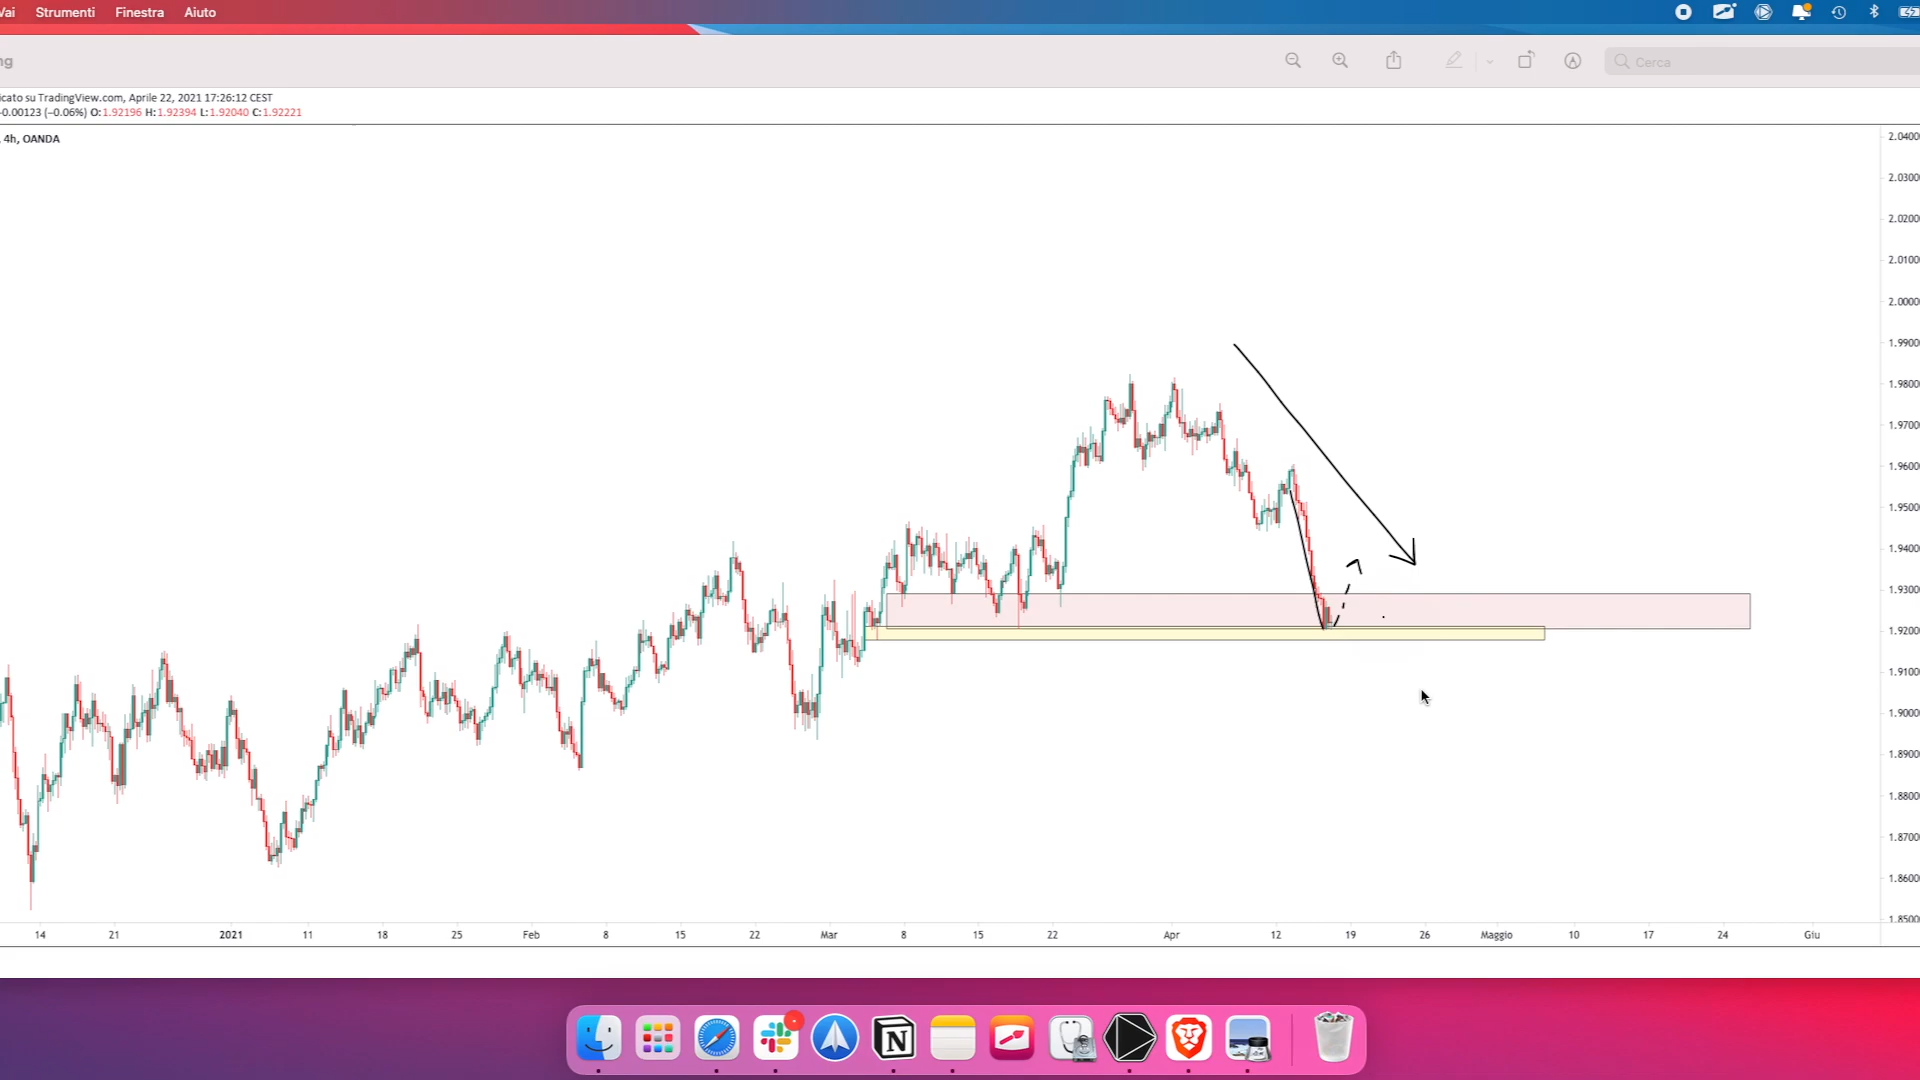 Vai Strumenti Finestra Aiuto
ng
Cerca
icato su TradingView.com, Aprile 22, 2021 17:26:12 CEST
-0.00123 (−0.06%) O:1.92196 H:1.92394 L:1.92040 C:1.92221
, 4h, OANDA
2.0400
2.0300
2.0200
2.0100
2.0000
1.9900
1.9800
1.9700
1.9600
1.9500
1.9400
1.9300
1.9200
1.9100
1.9000
1.8900
1.8800
1.8700
1.8600
1.8500
14 21 2021 11 18 25 Feb 8 15 22 Mar 8 15 22 Apr 12 19 26 Maggio 10 17 24 Giu